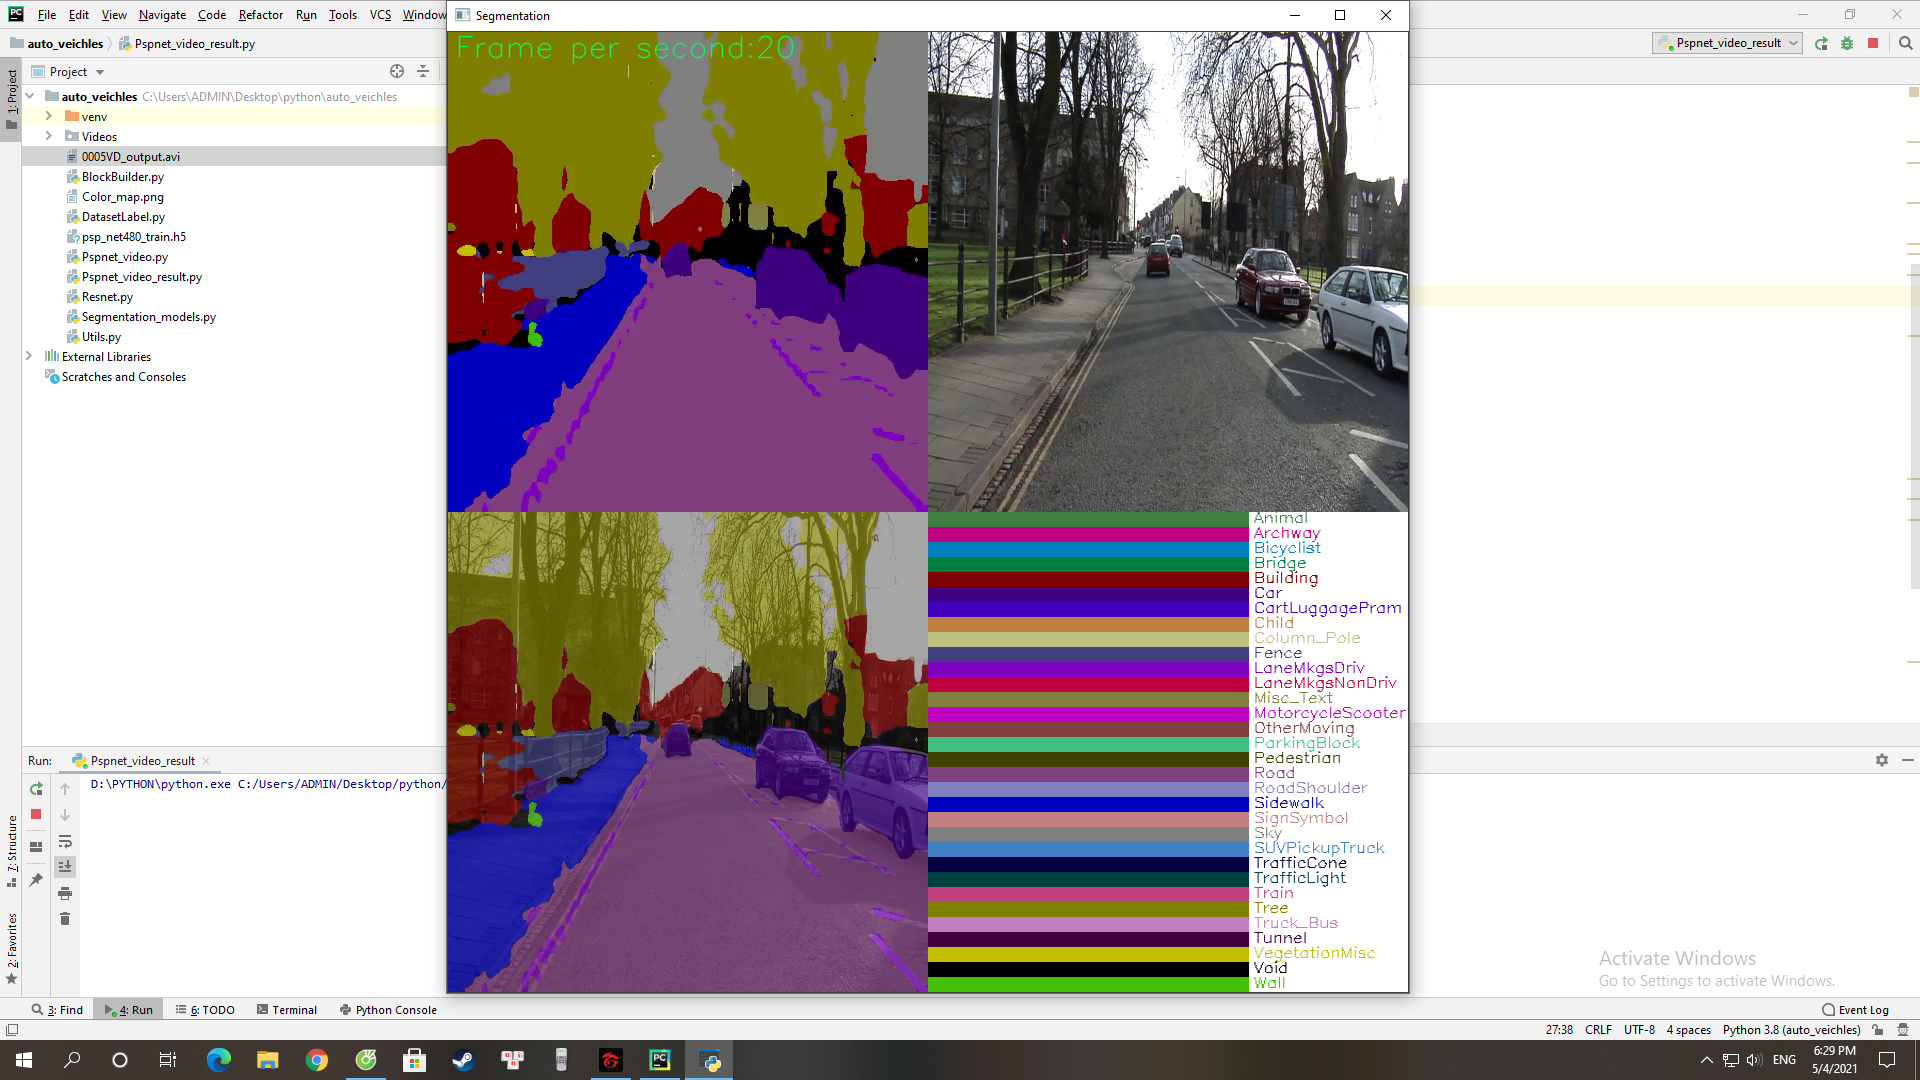 File Edit View Navigate Code Refactor Run Tools VCS Window
Segmentation
auto_veichles Pspnet_video_result.py
Pspnet_video_result
Project
auto_veichles C:\Users\ADMIN\Desktop\python\auto_veichles
venv
Videos
0005VD_output.avi
BlockBuilder.py
Color_map.png
DatasetLabel.py
psp_net480_train.h5
Pspnet_video.py
Pspnet_video_result.py
Resnet.py
Segmentation_models.py
Utils.py
External Libraries
Scratches and Consoles
1: Project
7: Structure
2: Favorites
Frame per second:20
Animal
Archway
Bicyclist
Bridge
Building
Car
CartLuggagePram
Child
Column_Pole
Fence
LaneMkgsDriv
LaneMkgsNonDriv
Misc_Text
MotorcycleScooter
OtherMoving
ParkingBlock
Pedestrian
Road
RoadShoulder
Sidewalk
SignSymbol
Sky
SUVPickupTruck
TrafficCone
TrafficLight
Train
Tree
Truck_Bus
Tunnel
VegetationMisc
Void
Wall
Run: Pspnet_video_result
D:\PYTHON\python.exe C:/Users/ADMIN/Desktop/python/
Activate Windows
Go to Settings to activate Windows.
3: Find 4: Run 6: TODO Terminal Python Console
Event Log
27:38 CRLF UTF-8 4 spaces Python 3.8 (auto_veichles)
ENG
6:29 PM
5/4/2021